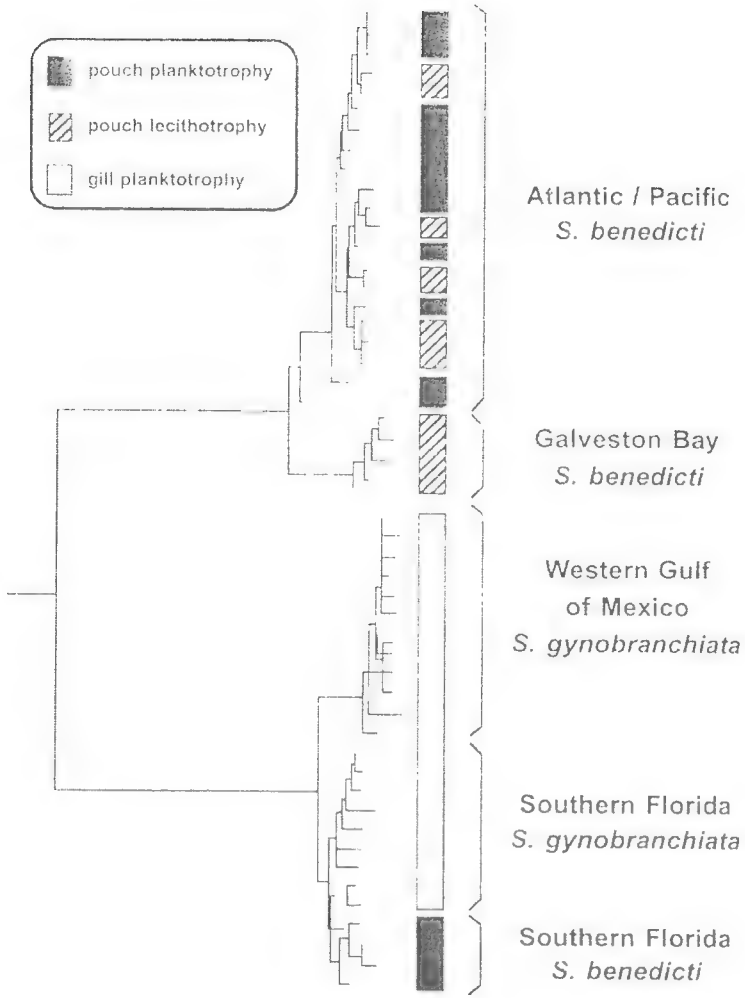 pouch planktotrophy
pouch lecithotrophy
gill planktotrophy
Atlantic / Pacific
S. benedicti
Galveston Bay
S. benedicti
Western Gulf
of Mexico
S. gynobranchiata
Southern Florida
S. gynobranchiata
Southern Florida
S. benedicti